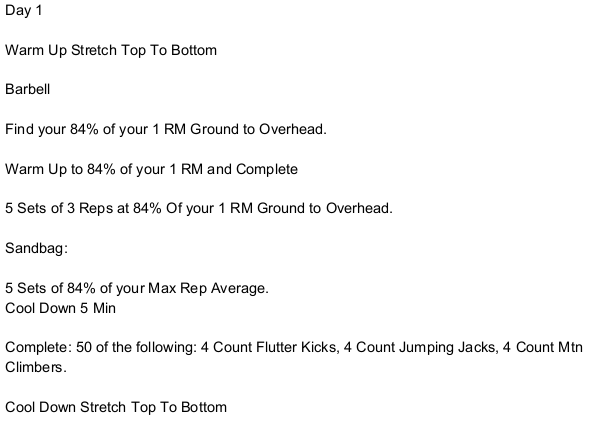 Day 1
Warm Up Stretch Top To Bottom
Barbell
Find your 84% of your 1 RM Ground to Overhead.
Warm Up to 84% of your 1 RM and Complete
5 Sets of 3 Reps at 84% Of your 1 RM Ground to Overhead.
Sandbag:
5 Sets of 84% of your Max Rep Average.
Cool Down 5 Min
Complete: 50 of the following: 4 Count Flutter Kicks, 4 Count Jumping Jacks, 4 Count Mtn
Climbers.
Cool Down Stretch Top To Bottom